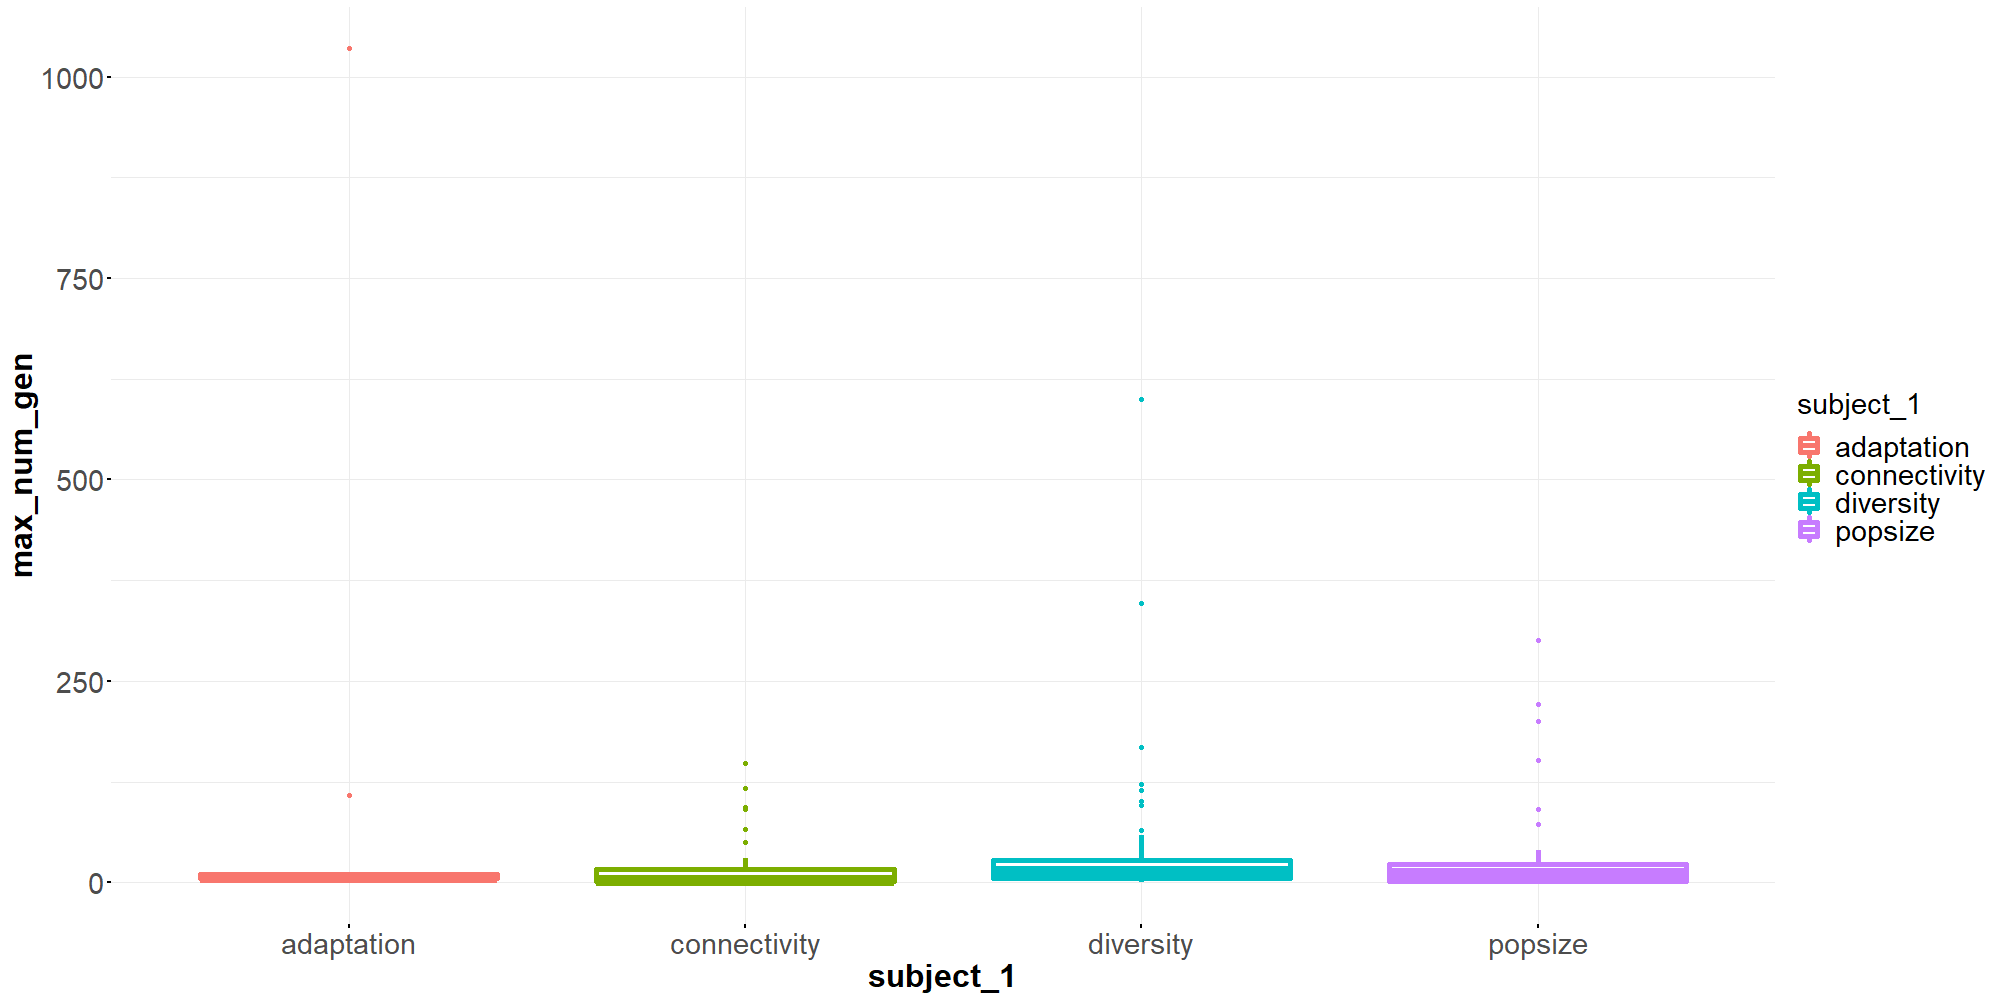 1000
750
500
250
0
max_num_gen
adaptation
connectivity
diversity
popsize
subject_1
subject_1
adaptation
connectivity
diversity
popsize